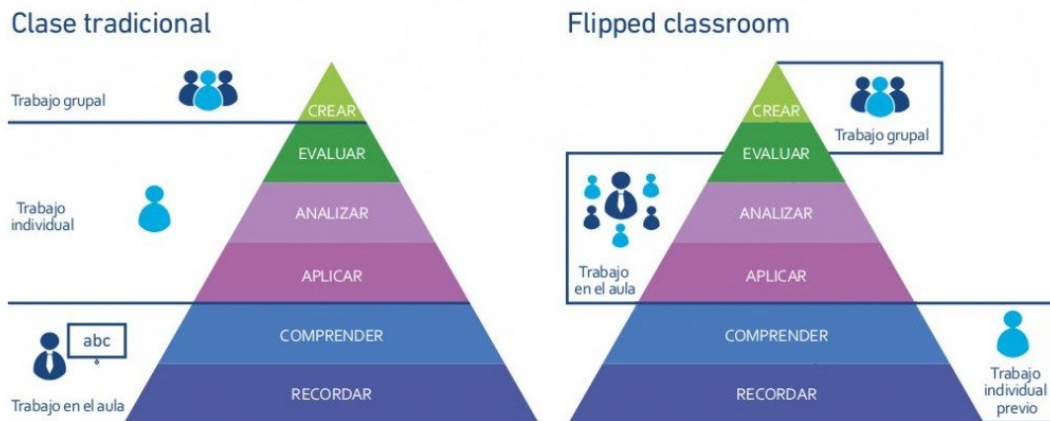 Clase tradicional
Trabajo grupal
Trabajo
individual
abc
Trabajo en el aula
CREAR
EVALUAR
ANALIZAR
APLICAR
COMPRENDER
RECORDAR
Flipped classroom
CREAR
EVALUAR
ANALIZAR
APLICAR
COMPRENDER
RECORDAR
Trabajo grupal
Trabajo
en el aula
Trabajo
individual
previo